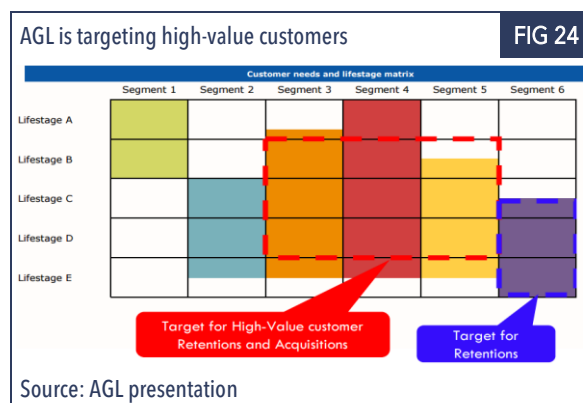 AGL is targeting high-value customers
FIG 24
Customer needs and lifestage matrix
Segment 1 Segment 2 Segment 3 Segment 4 Segment 5 Segment 6
Lifestage A
Lifestage B
Lifestage C
Lifestage D
Lifestage E
Target for High-Value customer
Retentions and Acquisitions
Target for
Retentions
Source: AGL presentation